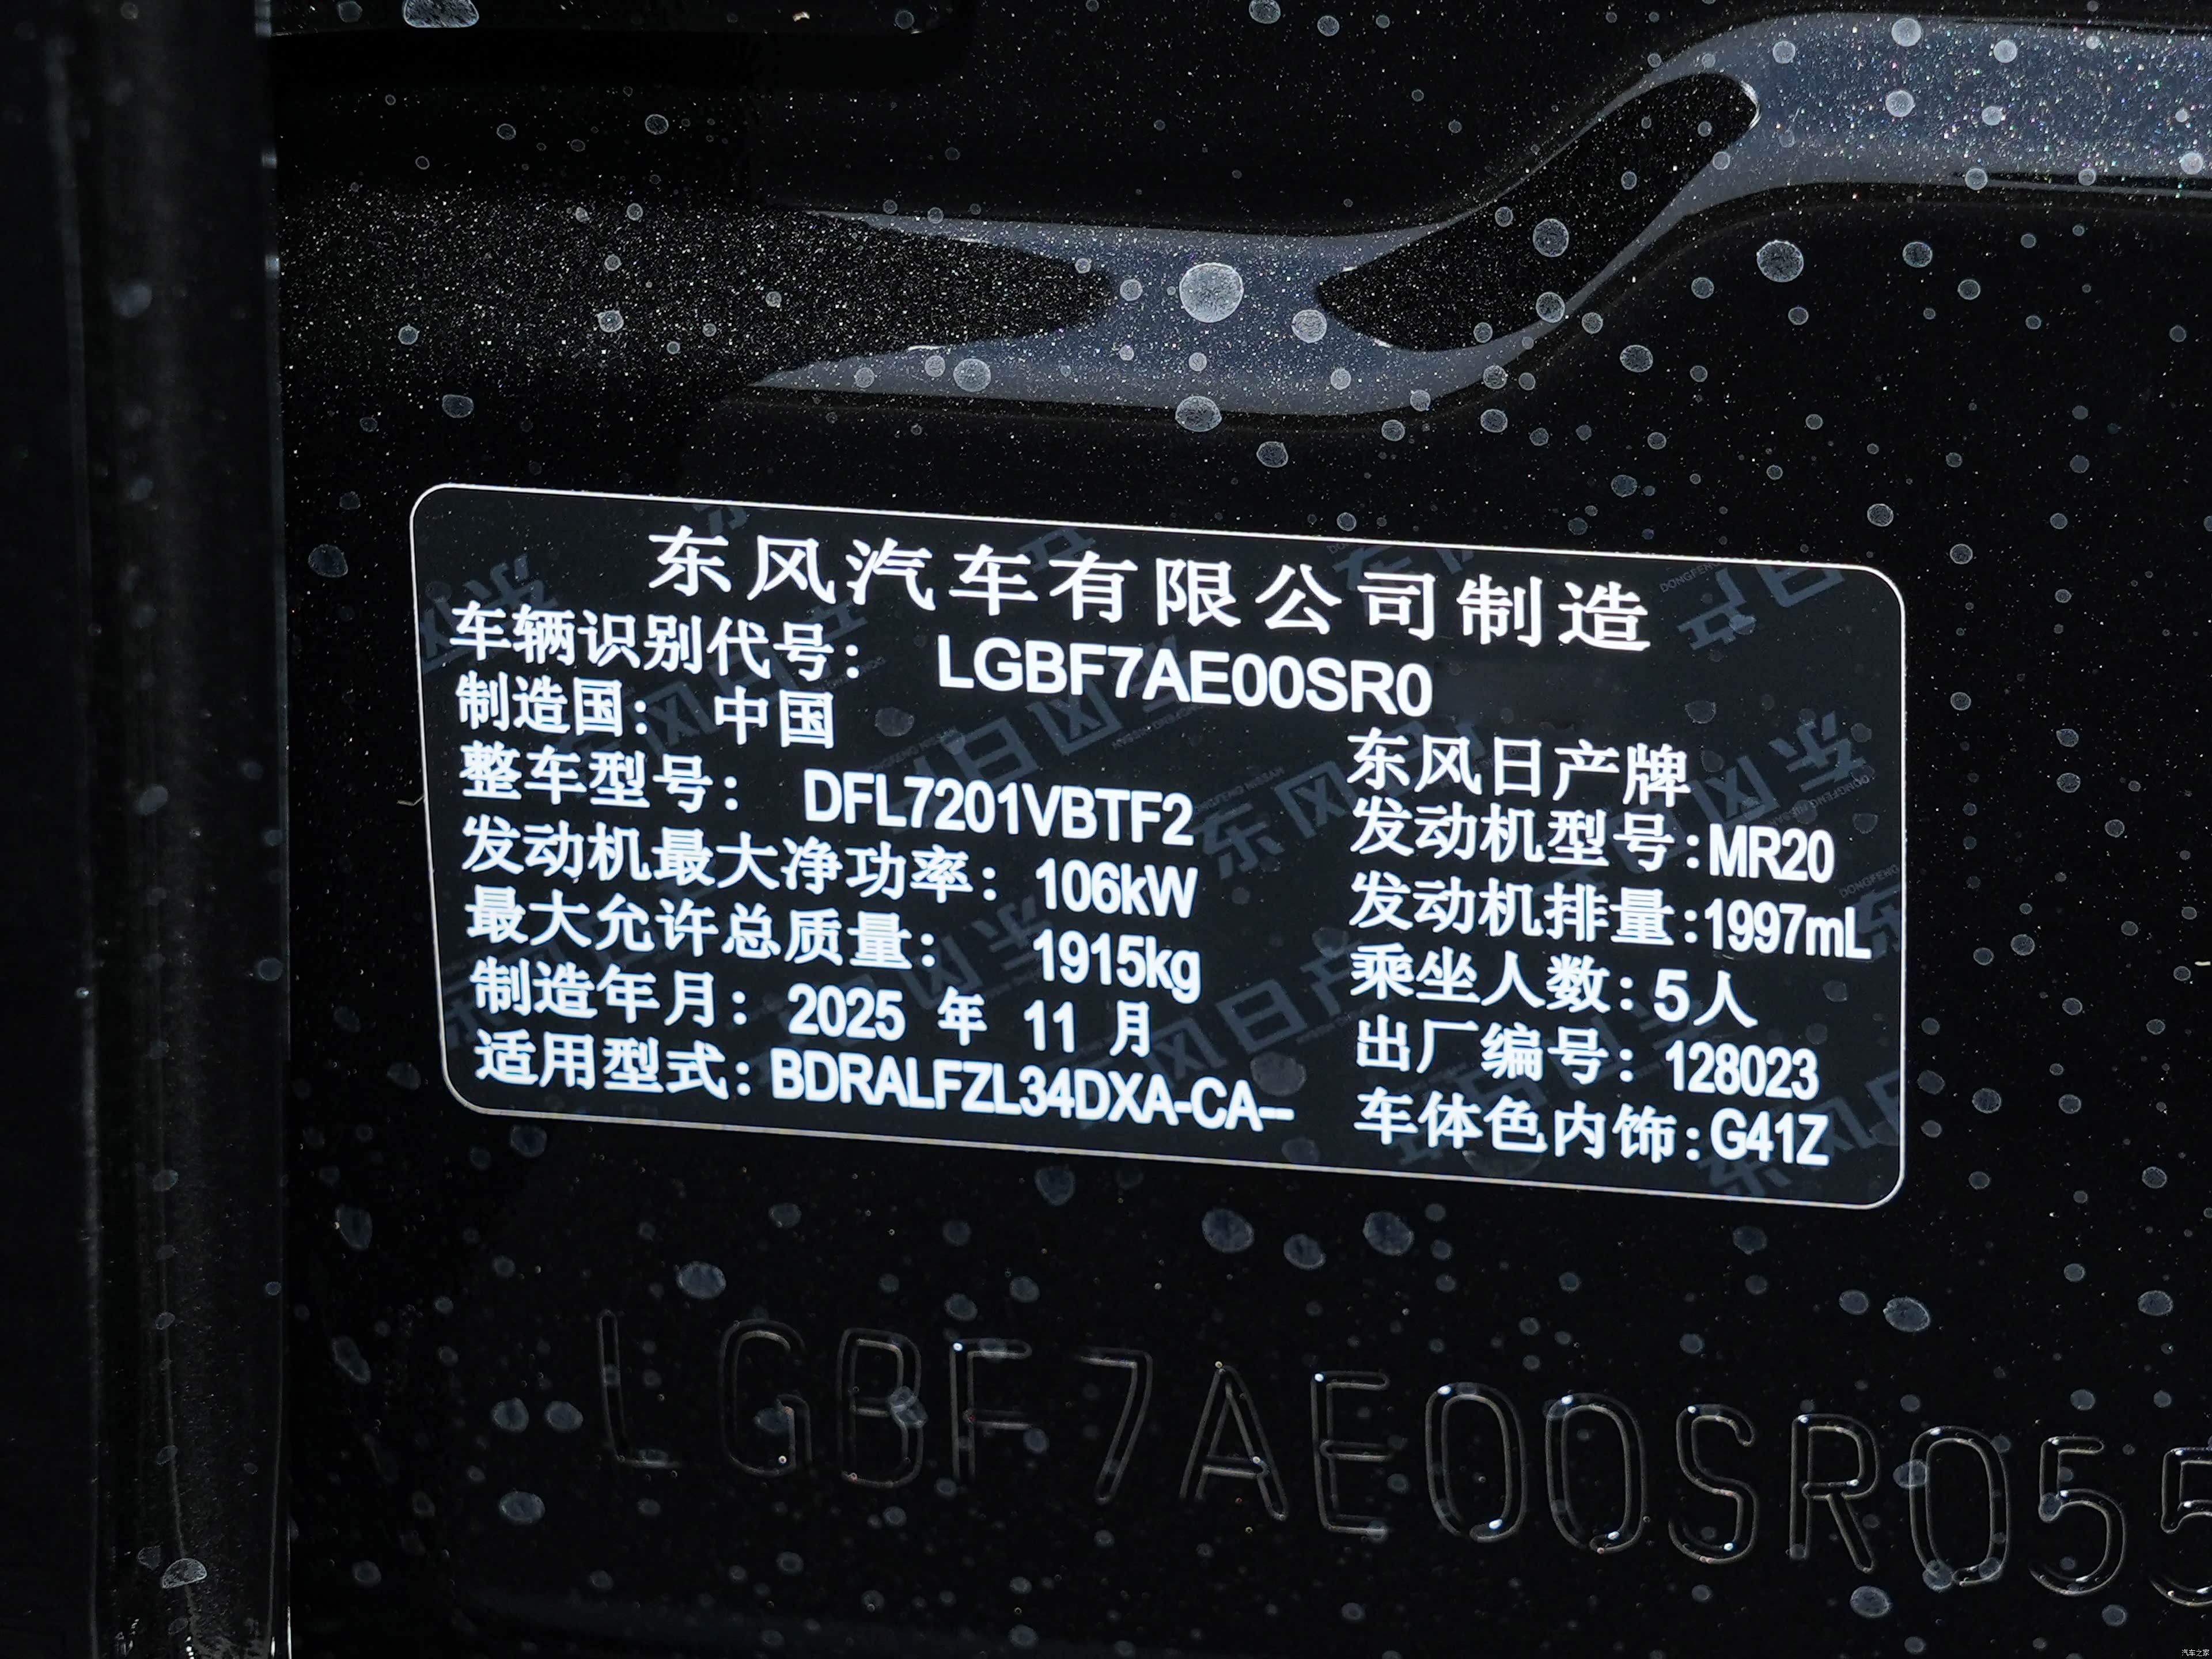 东风汽车有限公司制造
车辆识别代号： LGBF7AE00SR0
制造国： 中国 东风日产牌
整车型号： DFL7201VBTF2 发动机型号:MR20
发动机最大净功率： 106kW 发动机排量:1997mL
最大允许总质量： 1915kg 乘坐人数: 5人
制造年月: 2025 年 11 月 出厂编号: 128023
适用型式: BDRALFZL34DXA-CA-- 车体色内饰:G41Z
LGBF7AE00SR055
汽车之家